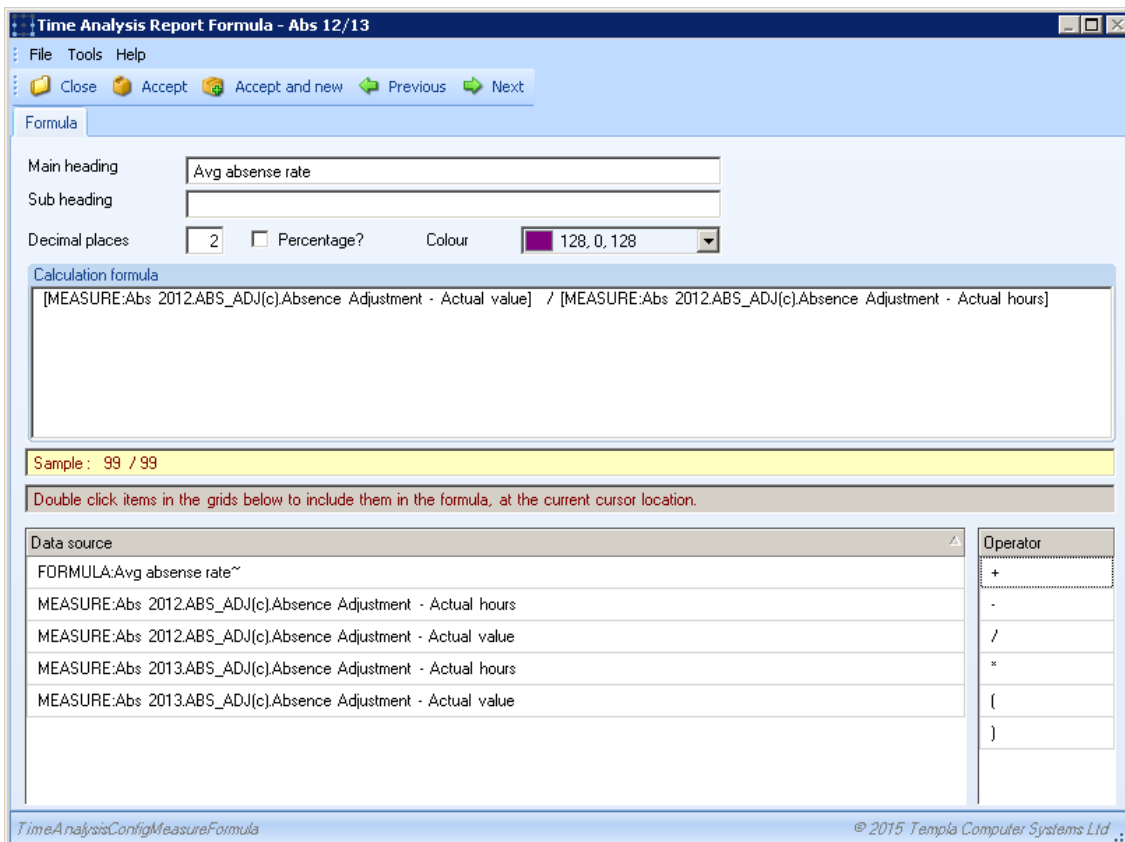 Time Analysis Report Formula - Abs 12/13
File Tools Help
Close Accept Accept and new Previous Next
Formula
Main heading Avg absense rate
Sub heading
Decimal places 2 Percentage? Colour 128, 0, 128
Calculation formula
[MEASURE:Abs 2012.ABS_ADJ(c).Absence Adjustment - Actual value] / [MEASURE:Abs 2012.ABS_ADJ(c).Absence Adjustment - Actual hours]
Sample : 99 / 99
Double click items in the grids below to include them in the formula, at the current cursor location.
Data source Operator
FORMULA:Avg absense rate~ +
MEASURE:Abs 2012.ABS_ADJ(c).Absence Adjustment - Actual hours -
MEASURE:Abs 2012.ABS_ADJ(c).Absence Adjustment - Actual value /
MEASURE:Abs 2013.ABS_ADJ(c).Absence Adjustment - Actual hours *
MEASURE:Abs 2013.ABS_ADJ(c).Absence Adjustment - Actual value (
)
TimeAnalysisConfigMeasureFormula © 2015 Templa Computer Systems Ltd